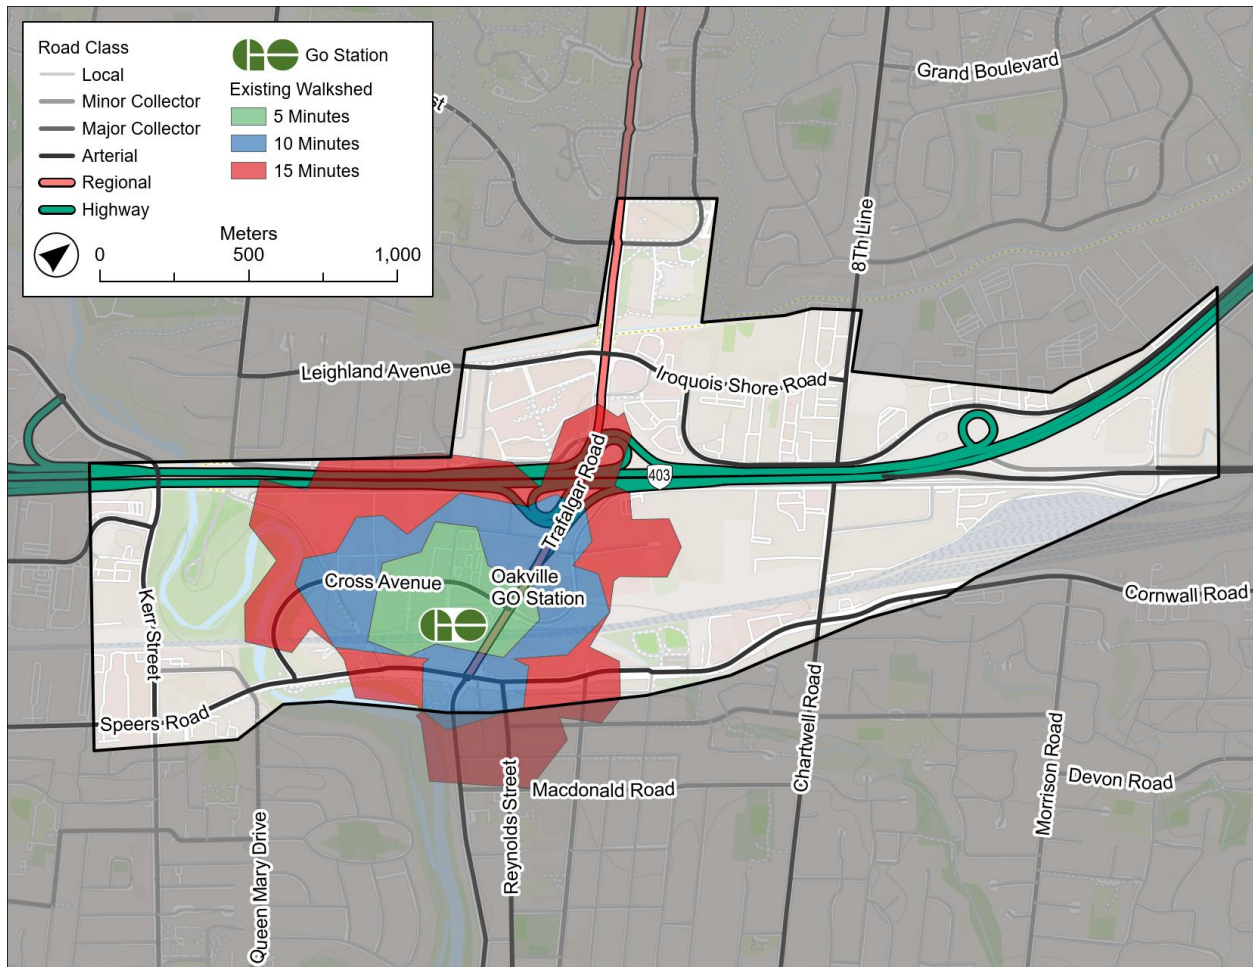 Road Class
Local
Minor Collector
Major Collector
Arterial
Regional
Highway
GO Go Station
Existing Walkshed
5 Minutes
10 Minutes
15 Minutes
Meters
0 500 1,000
st
Grand Boulevard
8Th Line
Leighland Avenue
Iroquois Shore Road
Trafalgar Road
403
Cross Avenue
Oakville
GO Station
GO
Kerr Street
Cornwall Road
Speers Road
Chartwell Road
Morrison Road
Devon Road
Macdonald Road
Reynolds Street
Queen Mary Drive